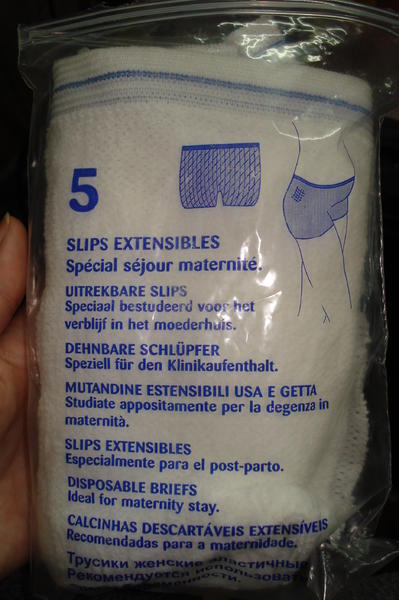 5
SLIPS EXTENSIBLES
Spécial séjour maternité.
UITREKBARE SLIPS
Speciaal bestudeerd voor het
verblijf in het moederhuis.
DEHNBARE SCHLÜPFER
Speziell für den Klinikaufenthalt.
MUTANDINE ESTENSIBILI USA E GETTA
Studiate appositamente per la degenza in
maternità.
SLIPS EXTENSIBLES
Especialmente para el post-parto.
DISPOSABLE BRIEFS
Ideal for maternity stay.
CALCINHAS DESCARTÁVEIS EXTENSÍVEIS
Recomendadas para a maternidade.
Трусики женские эластичные
Рекомендуется